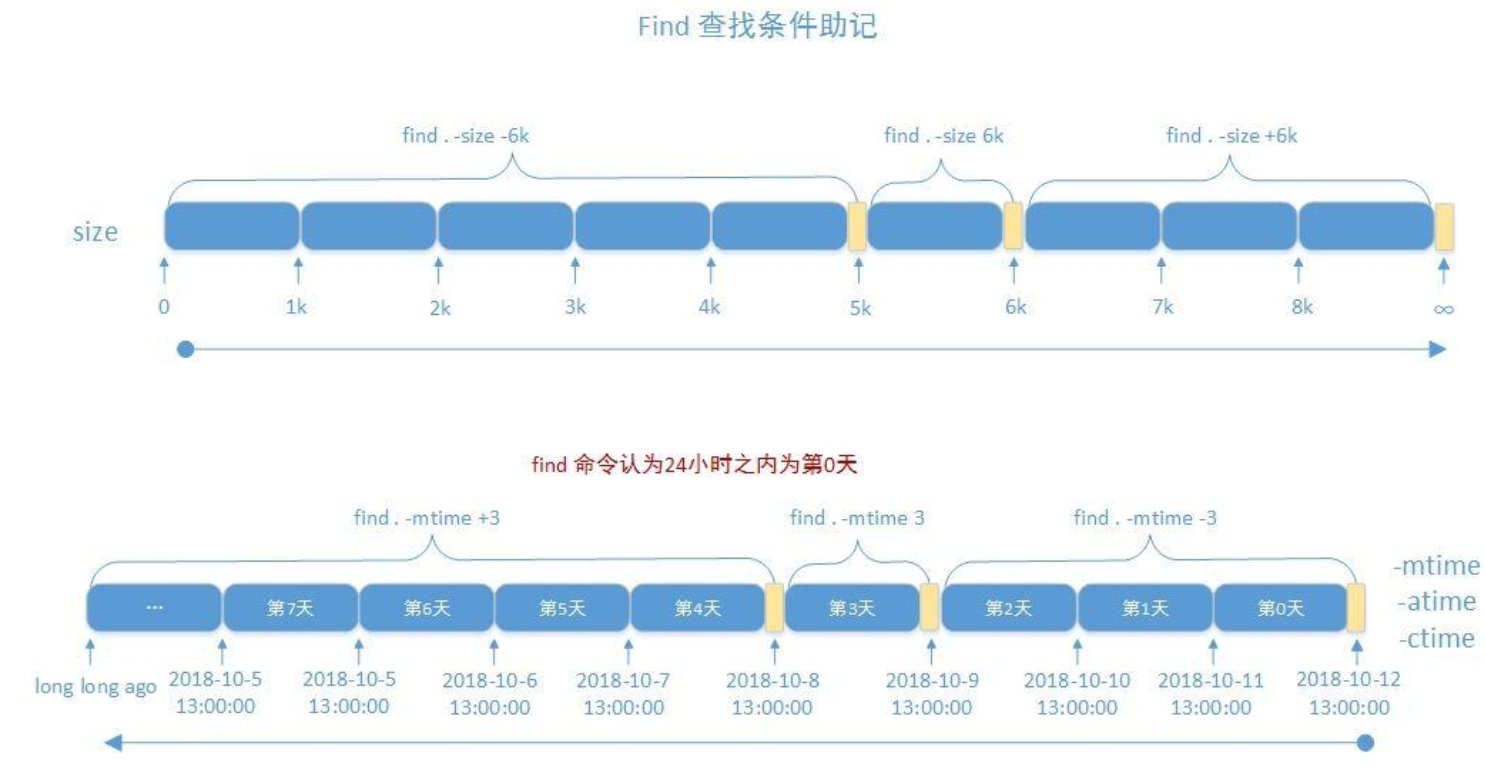 Find 查找条件助记
find . -size -6k
find . -size 6k
find . -size +6k
size
0
1k
2k
3k
4k
5k
6k
7k
8k
∞
find 命令认为24小时之内为第0天
find . -mtime +3
find . -mtime 3
find . -mtime -3
...
第7天
第6天
第5天
第4天
第3天
第2天
第1天
第0天
-mtime
-atime
-ctime
long long ago
2018-10-5
13:00:00
2018-10-5
13:00:00
2018-10-6
13:00:00
2018-10-7
13:00:00
2018-10-8
13:00:00
2018-10-9
13:00:00
2018-10-10
13:00:00
2018-10-11
13:00:00
2018-10-12
13:00:00